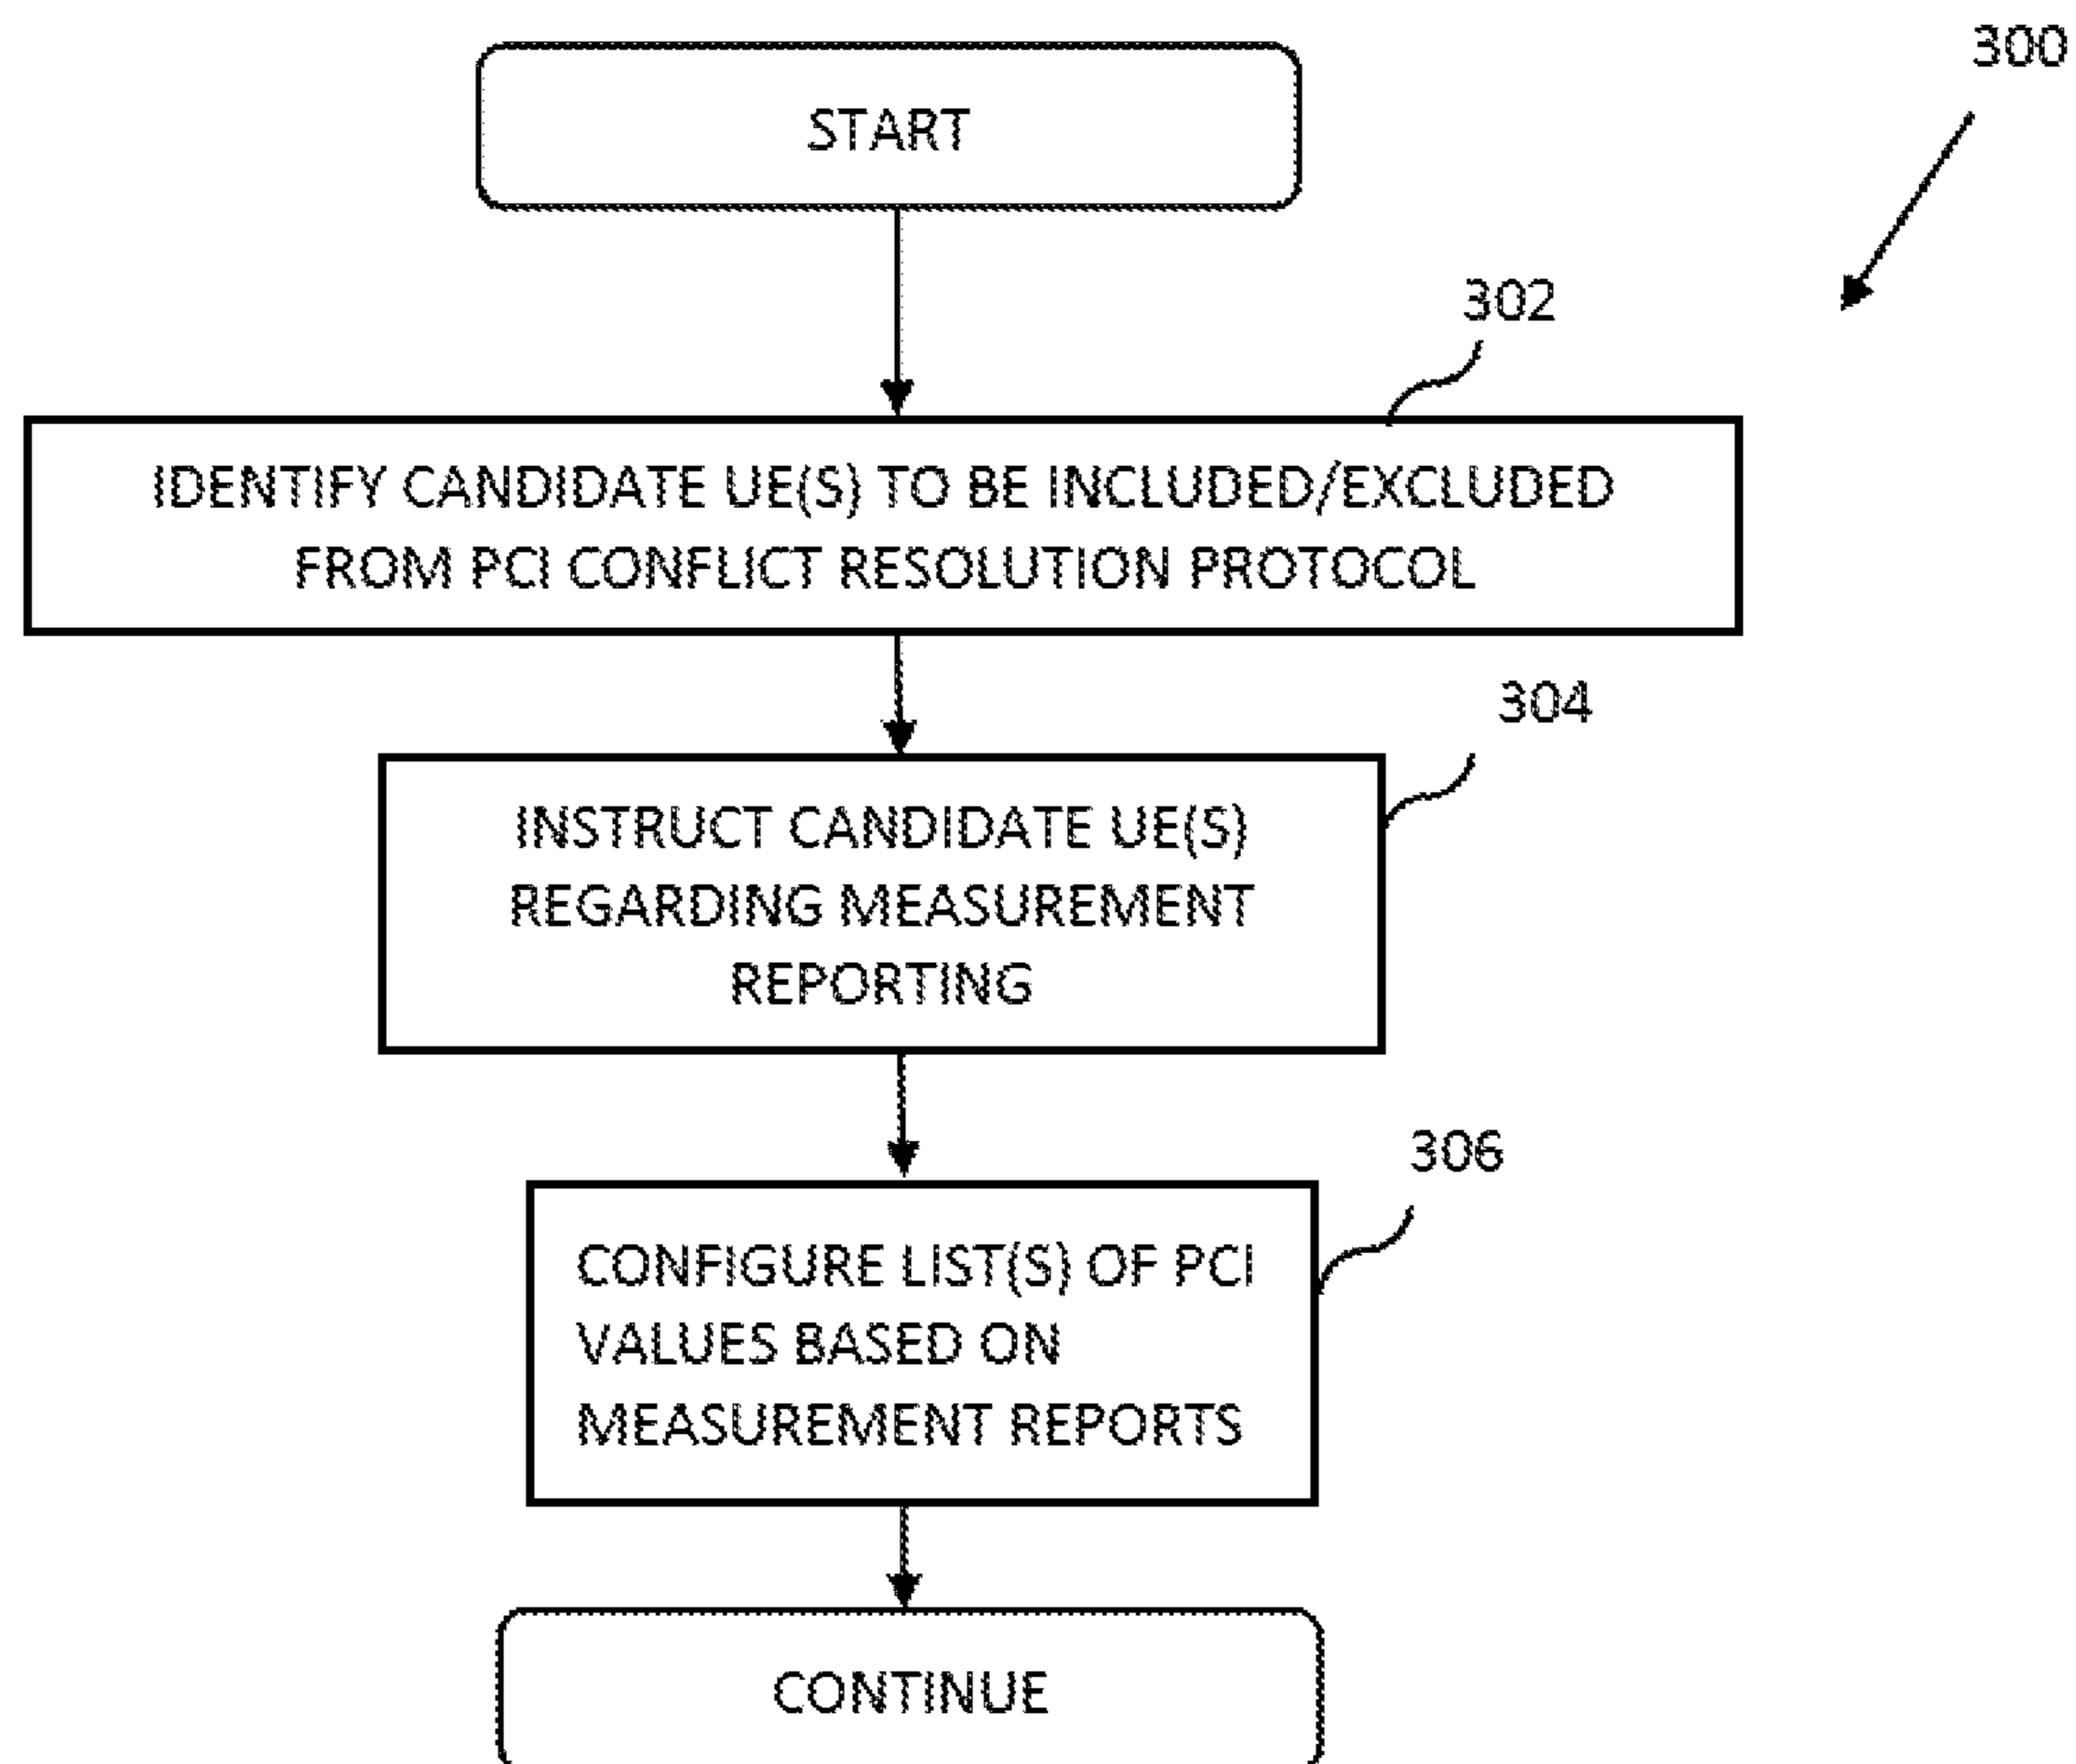 300
START
302
IDENTIFY CANDIDATE UE(S) TO BE INCLUDED/EXCLUDED
FROM PCI CONFLICT RESOLUTION PROTOCOL
304
INSTRUCT CANDIDATE UE(S)
REGARDING MEASUREMENT
REPORTING
306
CONFIGURE LIST(S) OF PCI
VALUES BASED ON
MEASUREMENT REPORTS
CONTINUE